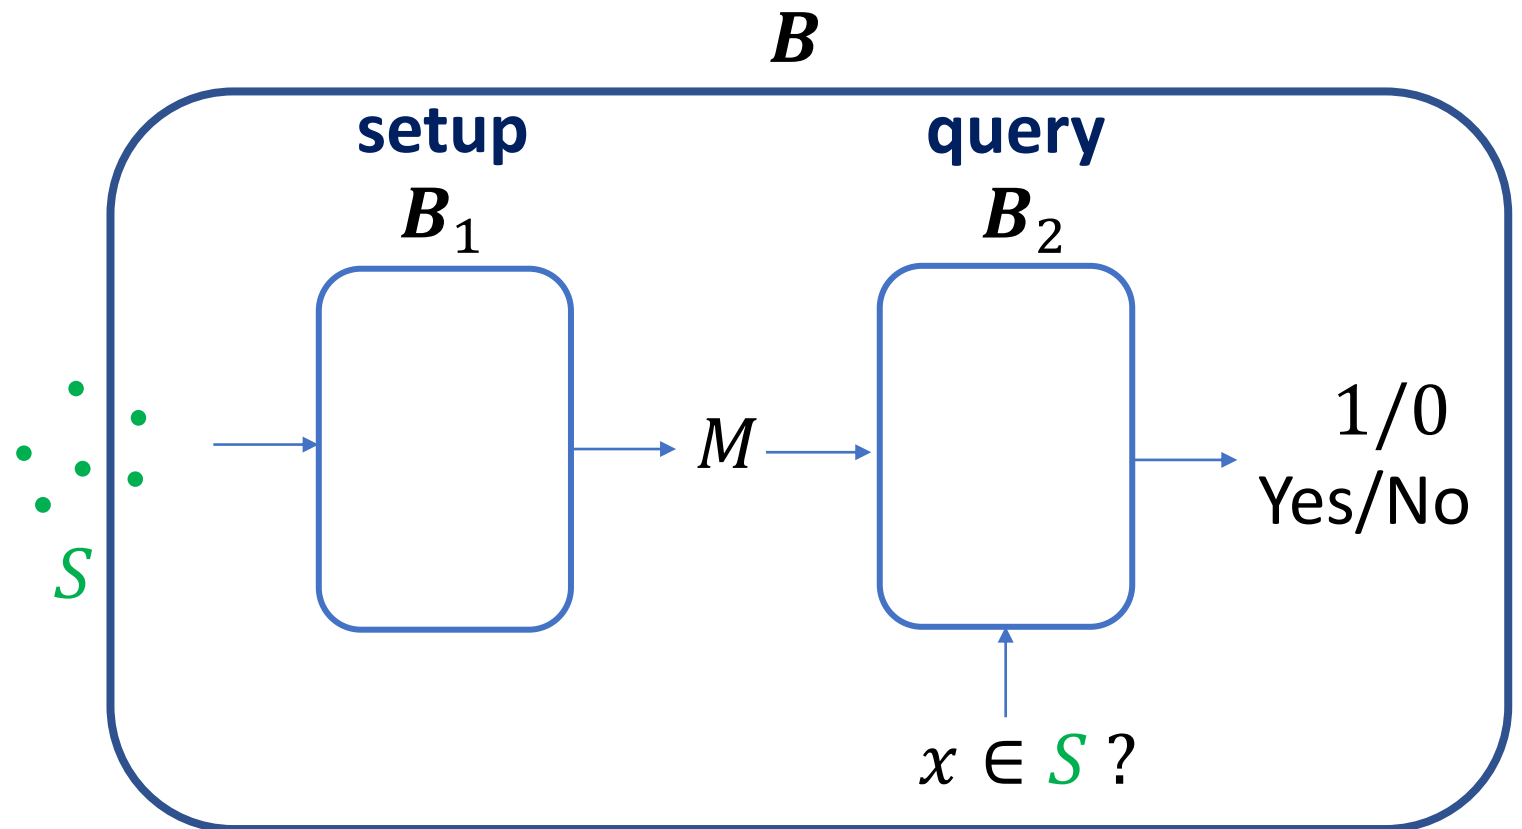 B
setup
query
B₁
B₂
M
1/0
Yes/No
S
x ∈ S ?